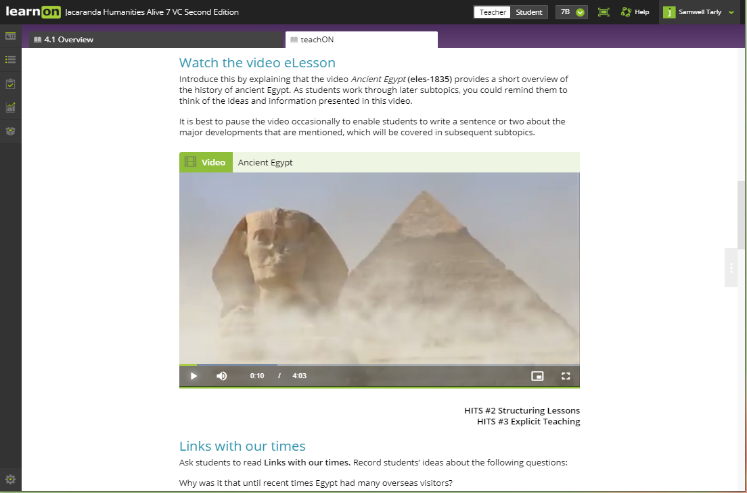 learnon Jacaranda Humanities Alive 7 VC Second Edition
Teacher Student 7B Help j Samwell Tarly
4.1 Overview teachON
Watch the video eLesson
Introduce this by explaining that the video Ancient Egypt (eles-1835) provides a short overview of
the history of ancient Egypt. As students work through later subtopics, you could remind them to
think of the ideas and information presented in this video.
It is best to pause the video occasionally to enable students to write a sentence or two about the
major developments that are mentioned, which will be covered in subsequent subtopics.
Video Ancient Egypt
0:10 / 4:03
HITS #2 Structuring Lessons
HITS #3 Explicit Teaching
Links with our times
Ask students to read Links with our times. Record students' ideas about the following questions:
Why was it that until recent times Egypt had many overseas visitors?